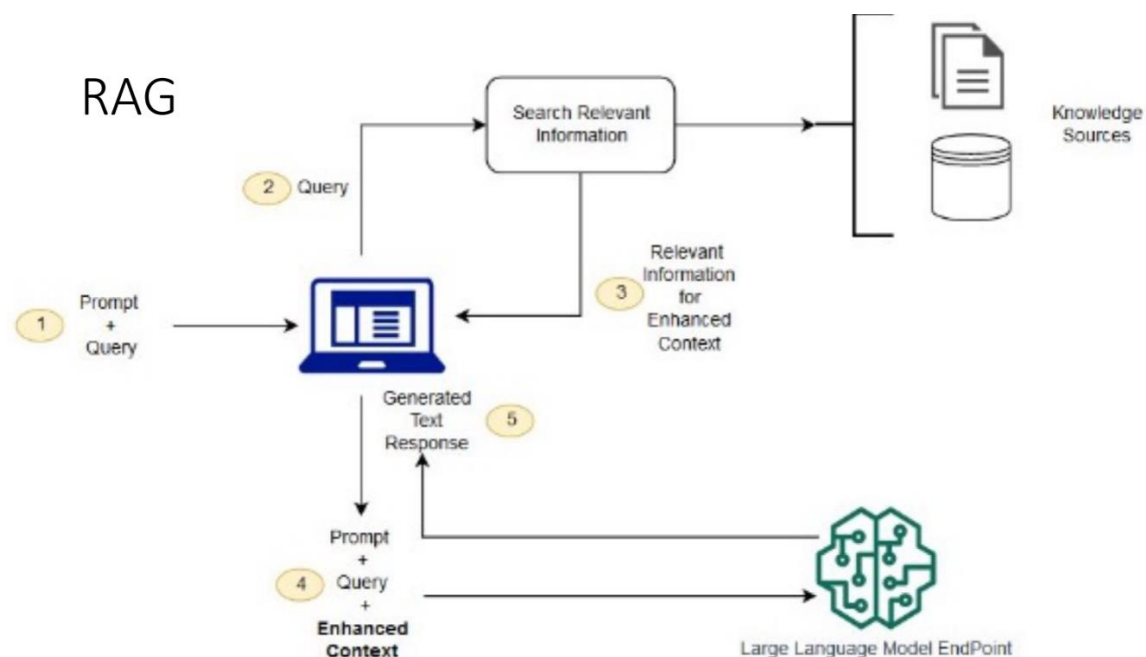 RAG
Search Relevant
Information
Knowledge
Sources
2 Query
Relevant
Information
for
Enhanced
Context
3
1
Prompt
+
Query
Generated
Text
Response
5
Prompt
+
4 Query
+
Enhanced
Context
Large Language Model EndPoint